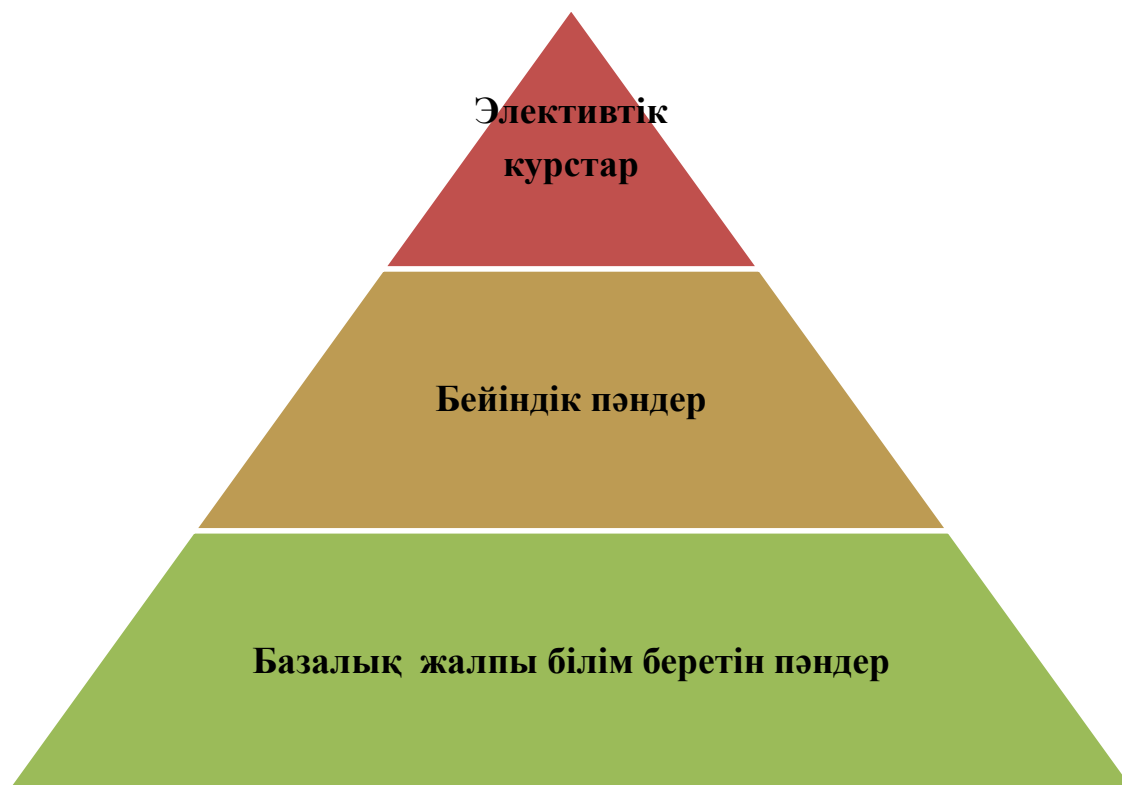 Элективтік
курстар
Бейіндік пәндер
Базалық  жалпы білім беретін пәндер